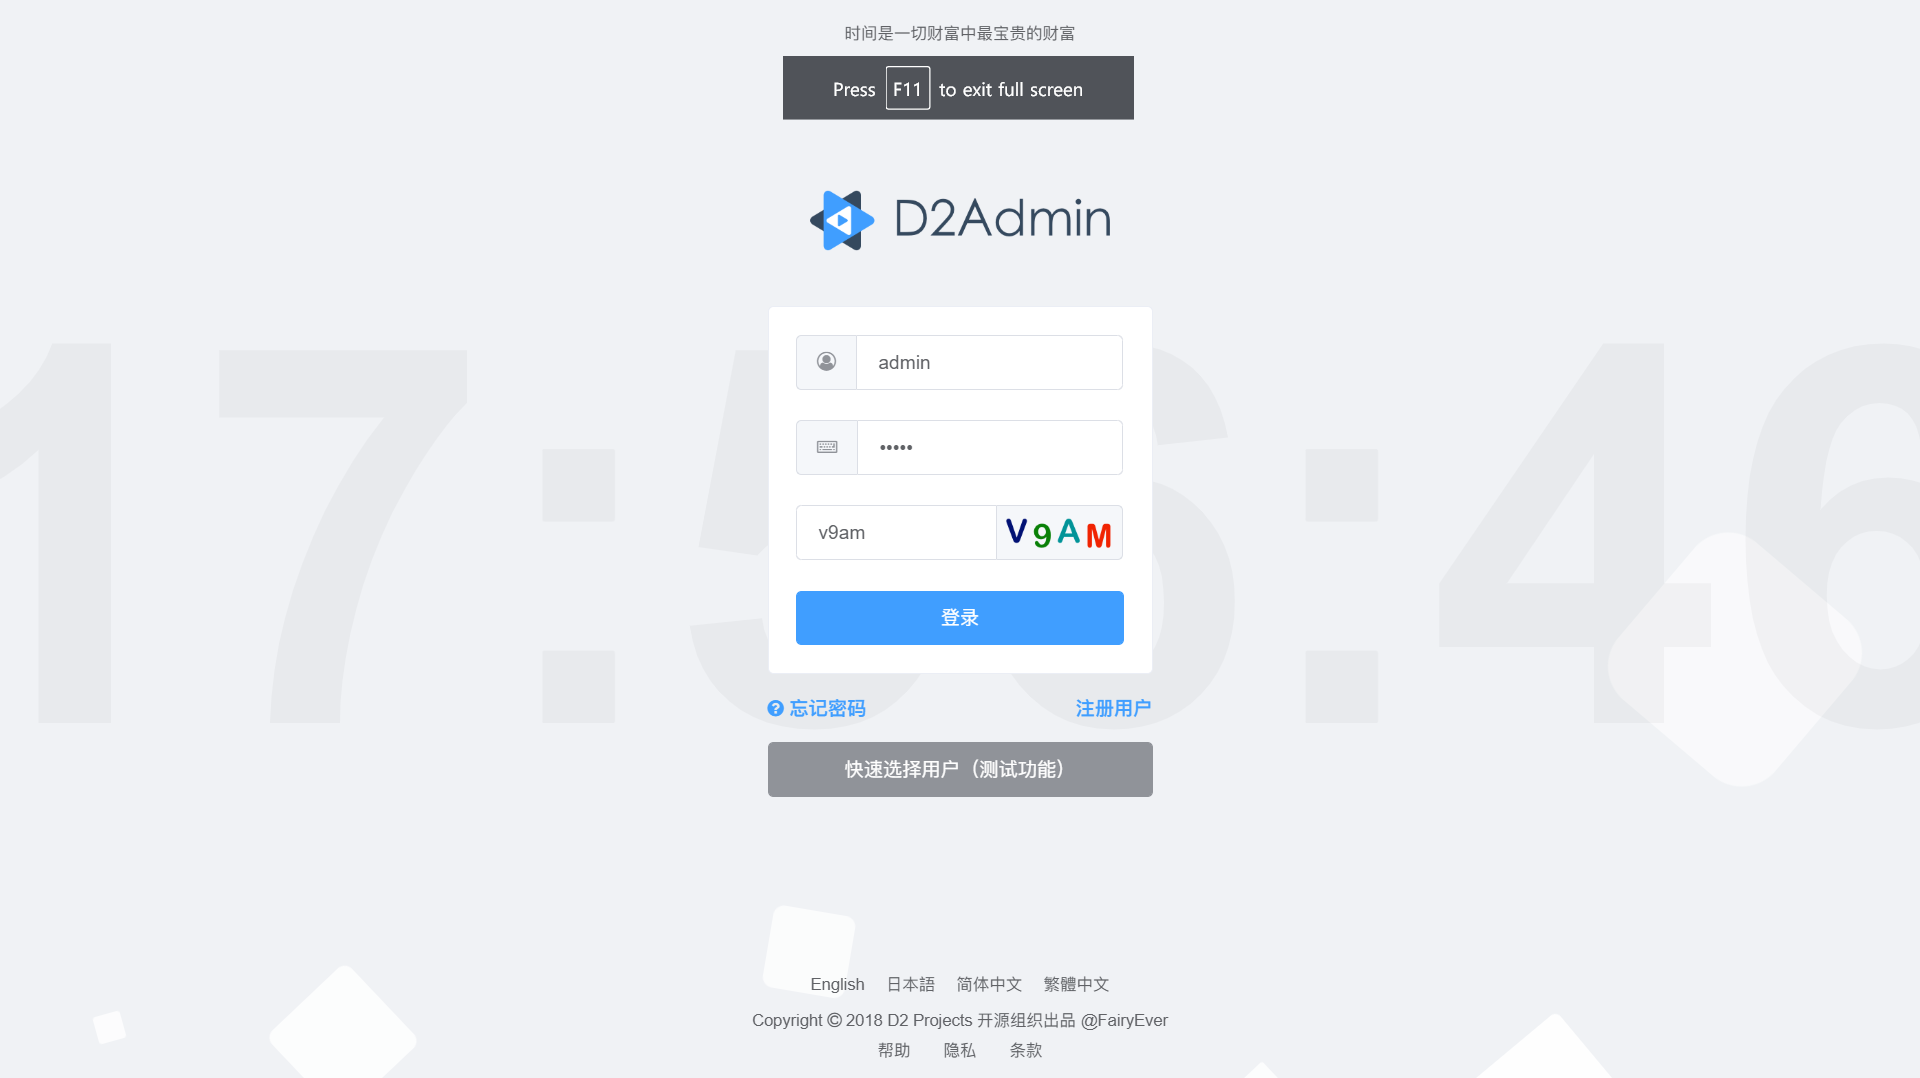 时间是一切财富中最宝贵的财富
Press F11 to exit full screen
D2Admin
17:56:46
admin
•••••
v9am V9AM
登录
忘记密码 注册用户
快速选择用户（测试功能）
English 日本語 简体中文 繁體中文
Copyright © 2018 D2 Projects 开源组织出品 @FairyEver
帮助 隐私 条款